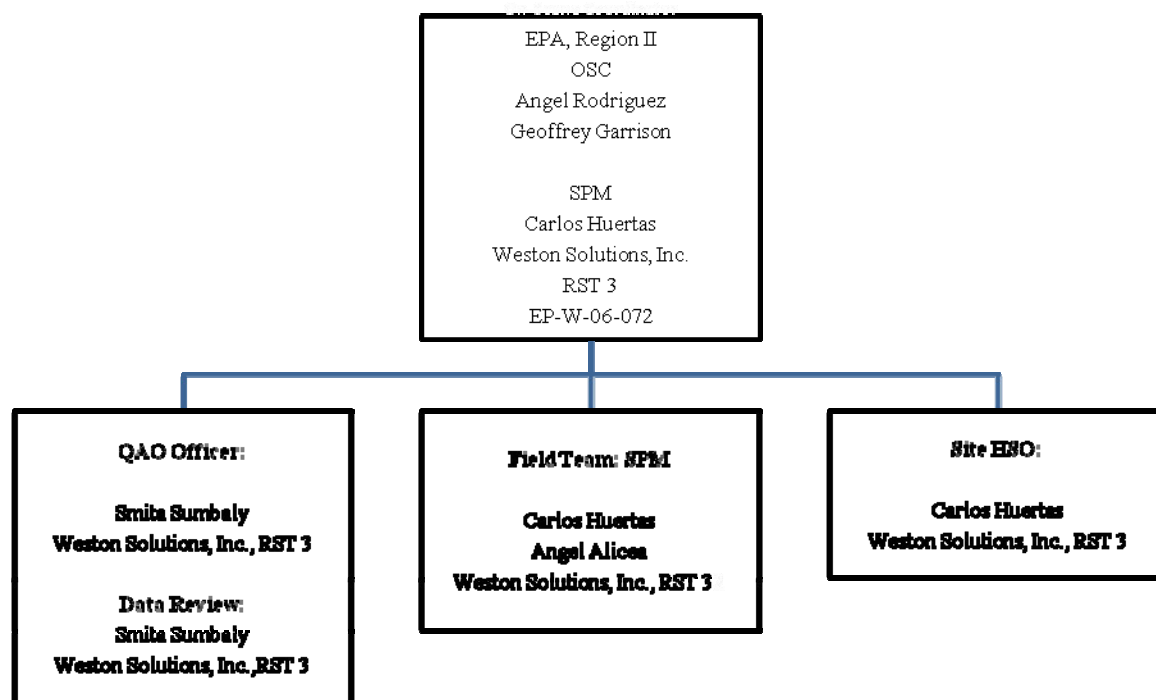 EPA, Region II
OSC
Angel Rodriguez
Geoffrey Garrison
SPM
Carlos Huertas
Weston Solutions, Inc.
RST 3
EP-W-06-072
QAO Officer:
Smita Sumbaly
Weston Solutions, Inc., RST 3
Data Review:
Smita Sumbaly
Weston Solutions, Inc.,RST 3
Field Team: SPM
Carlos Huertas
Angel Alicea
Weston Solutions, Inc., RST 3
Site HSO:
Carlos Huertas
Weston Solutions, Inc., RST 3